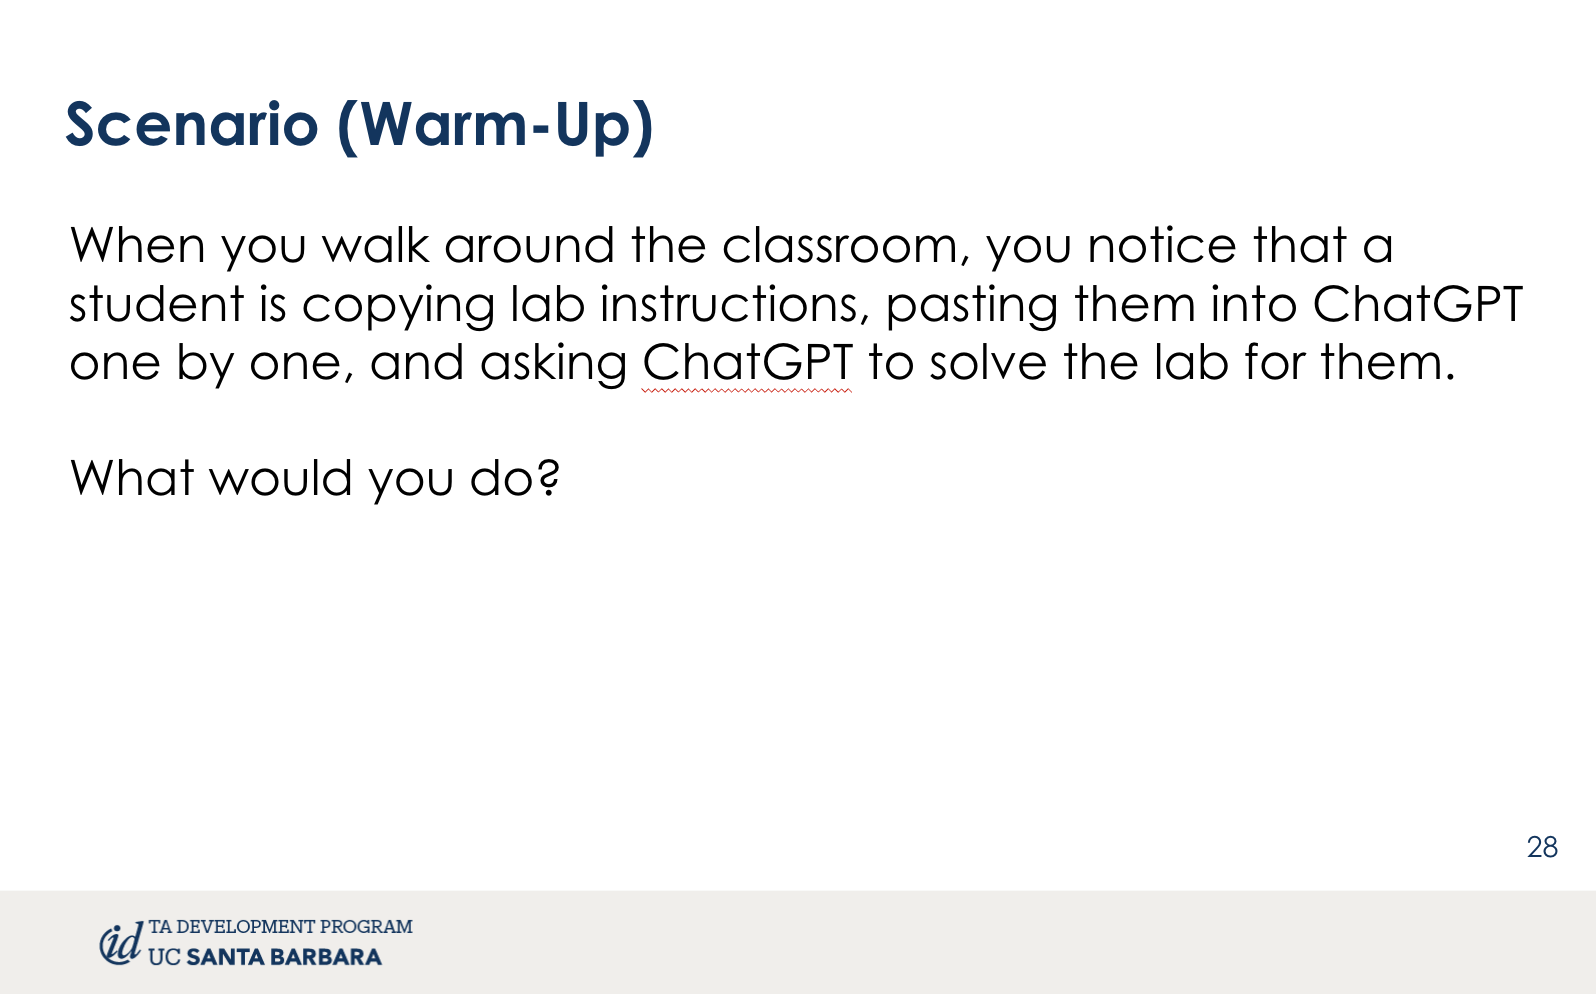 Scenario (Warm-Up)
When you walk around the classroom, you notice that a
student is copying lab instructions, pasting them into ChatGPT
one by one, and asking ChatGPT to solve the lab for them.
What would you do?
28
id TA DEVELOPMENT PROGRAM
UC SANTA BARBARA